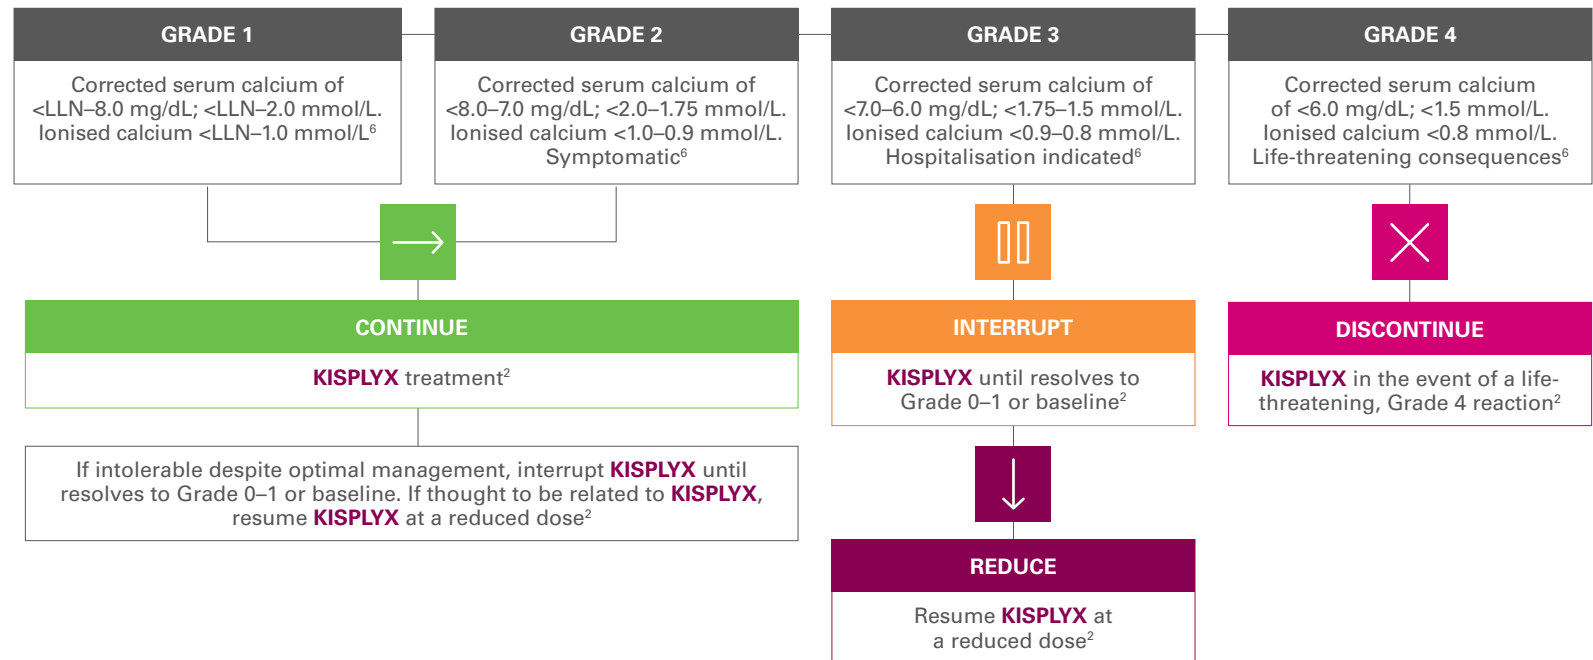 GRADE 1
Corrected serum calcium of
<LLN–8.0 mg/dL; <LLN–2.0 mmol/L.
Ionised calcium <LLN–1.0 mmol/L6
GRADE 2
Corrected serum calcium of
<8.0–7.0 mg/dL; <2.0–1.75 mmol/L.
Ionised calcium <1.0–0.9 mmol/L.
Symptomatic6
GRADE 3
Corrected serum calcium of
<7.0–6.0 mg/dL; <1.75–1.5 mmol/L.
Ionised calcium <0.9–0.8 mmol/L.
Hospitalisation indicated6
GRADE 4
Corrected serum calcium
of <6.0 mg/dL; <1.5 mmol/L.
Ionised calcium <0.8 mmol/L.
Life-threatening consequences6
CONTINUE
KISPLYX treatment2
If intolerable despite optimal management, interrupt KISPLYX until
resolves to Grade 0–1 or baseline. If thought to be related to KISPLYX,
resume KISPLYX at a reduced dose2
INTERRUPT
KISPLYX until resolves to
Grade 0–1 or baseline2
REDUCE
Resume KISPLYX at
a reduced dose2
DISCONTINUE
KISPLYX in the event of a life-
threatening, Grade 4 reaction2